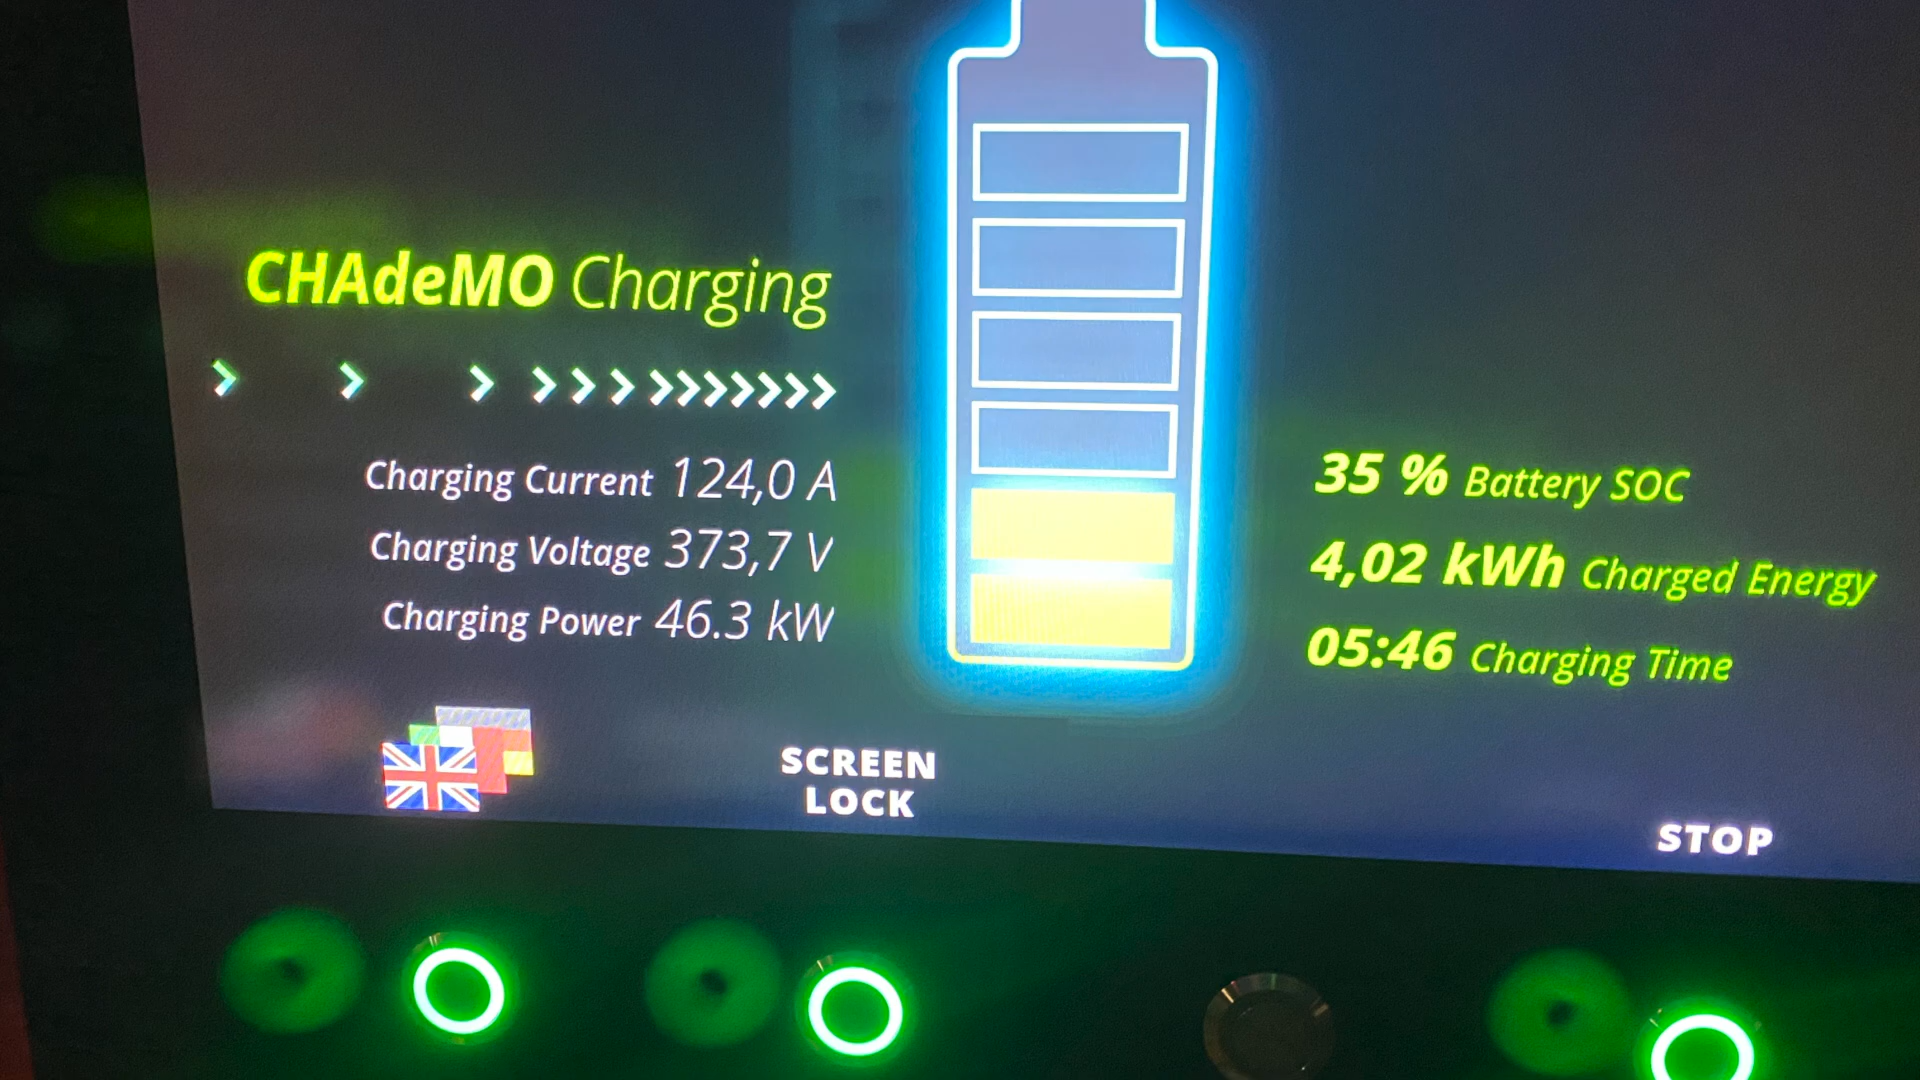 CHAdeMO Charging
Charging Current 124,0 A
Charging Voltage 373,7 V
Charging Power 46.3 kW
35 % Battery SOC
4,02 kWh Charged Energy
05:46 Charging Time
SCREEN
LOCK
STOP